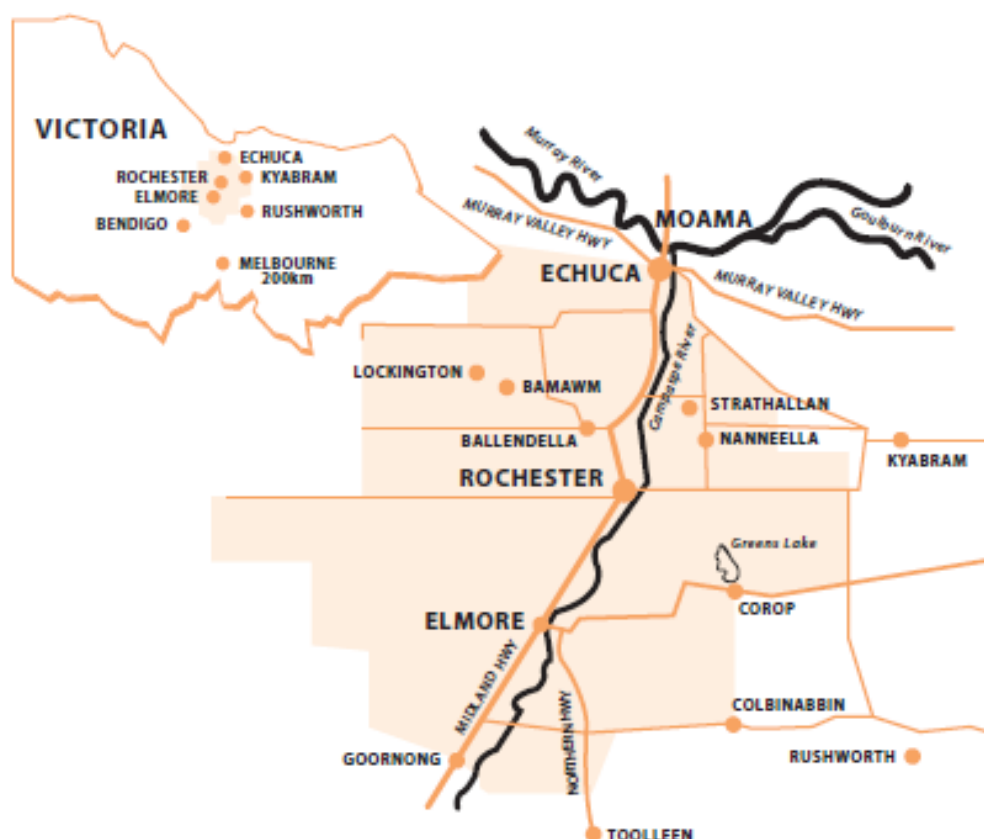 VICTORIA
ECHUCA
ROCHESTER
KYABRAM
ELMORE
RUSHWORTH
BENDIGO
MELBOURNE
200km
Murray River
MOAMA
Goulburn River
MURRAY VALLEY HWY
ECHUCA
MURRAY VALLEY HWY
Campaspe River
LOCKINGTON
BAMAWM
STRATHALLAN
BALLENDELLA
NANNEELLA
KYABRAM
ROCHESTER
Greens Lake
COROP
ELMORE
MIDLAND HWY
COLBINABBIN
NORTHERN HWY
GOORNONG
RUSHWORTH
TOOLLEEN